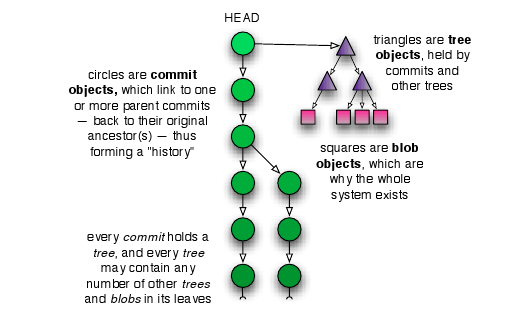 HEAD
triangles are tree
objects, held by
commits and
other trees
circles are commit
objects, which link to one
or more parent commits
— back to their original
ancestor(s) — thus
forming a "history"
squares are blob
objects, which are
why the whole
system exists
every commit holds a
tree, and every tree
may contain any
number of other trees
and blobs in its leaves